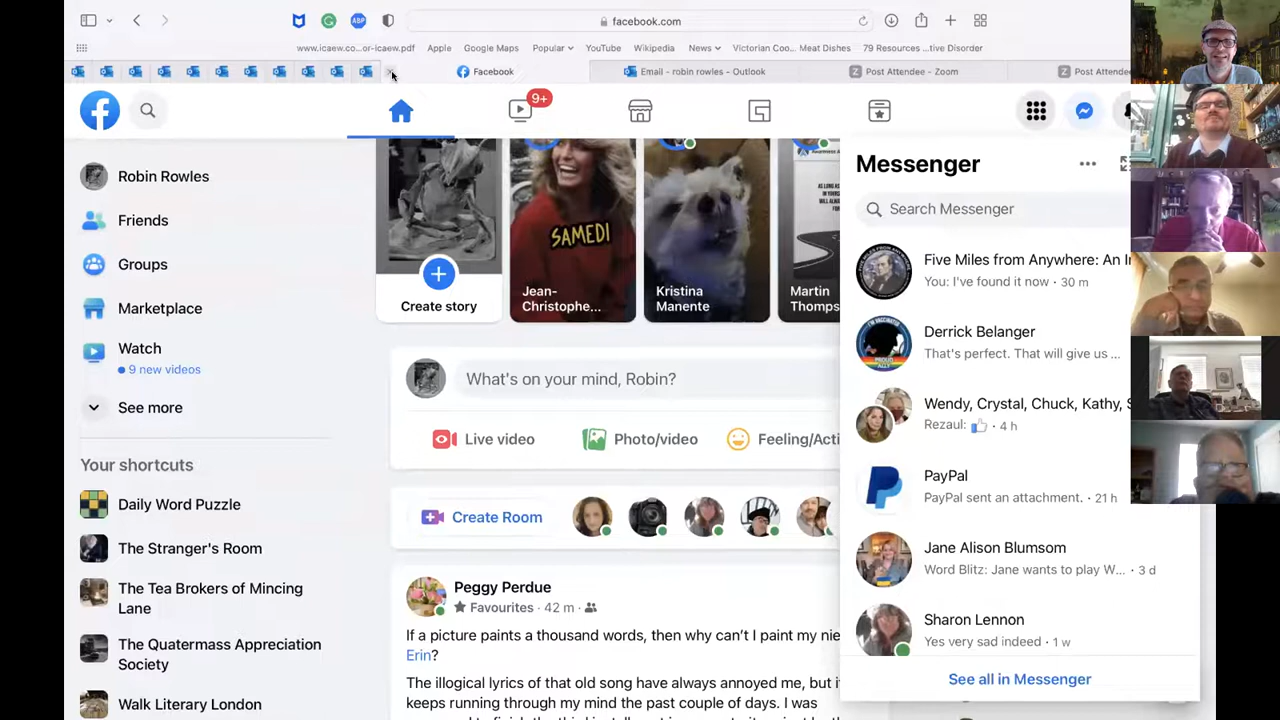 facebook.com
www.icaew.co...or-icaew.pdf Apple Google Maps Popular YouTube Wikipedia News Victorian Coo... Meat Dishes 79 Resources ...tive Disorder
Facebook Email - robin rowles – Outlook Post Attendee - Zoom Post Attende
9+
Robin Rowles
Friends
Groups
Marketplace
Watch
9 new videos
See more
Your shortcuts
Daily Word Puzzle
The Stranger's Room
The Tea Brokers of Mincing
Lane
The Quatermass Appreciation
Society
Walk Literary London
SAMEDI
Create story
Jean-
Christophe...
Kristina
Manente
Martin
Thomps
What's on your mind, Robin?
Live video Photo/video Feeling/Acti
Create Room
Peggy Perdue
Favourites · 42 m
If a picture paints a thousand words, then why can't I paint my nie
Erin?
The illogical lyrics of that old song have always annoyed me, but i
keeps running through my mind the past couple of days. I was
Messenger
Search Messenger
Five Miles from Anywhere: An In
You: I've found it now · 30 m
Derrick Belanger
That's perfect. That will give us ...
Wendy, Crystal, Chuck, Kathy, S
Rezaul: · 4 h
PayPal
PayPal sent an attachment. · 21 h
Jane Alison Blumsom
Word Blitz: Jane wants to play W... · 3 d
Sharon Lennon
Yes very sad indeed · 1 w
See all in Messenger